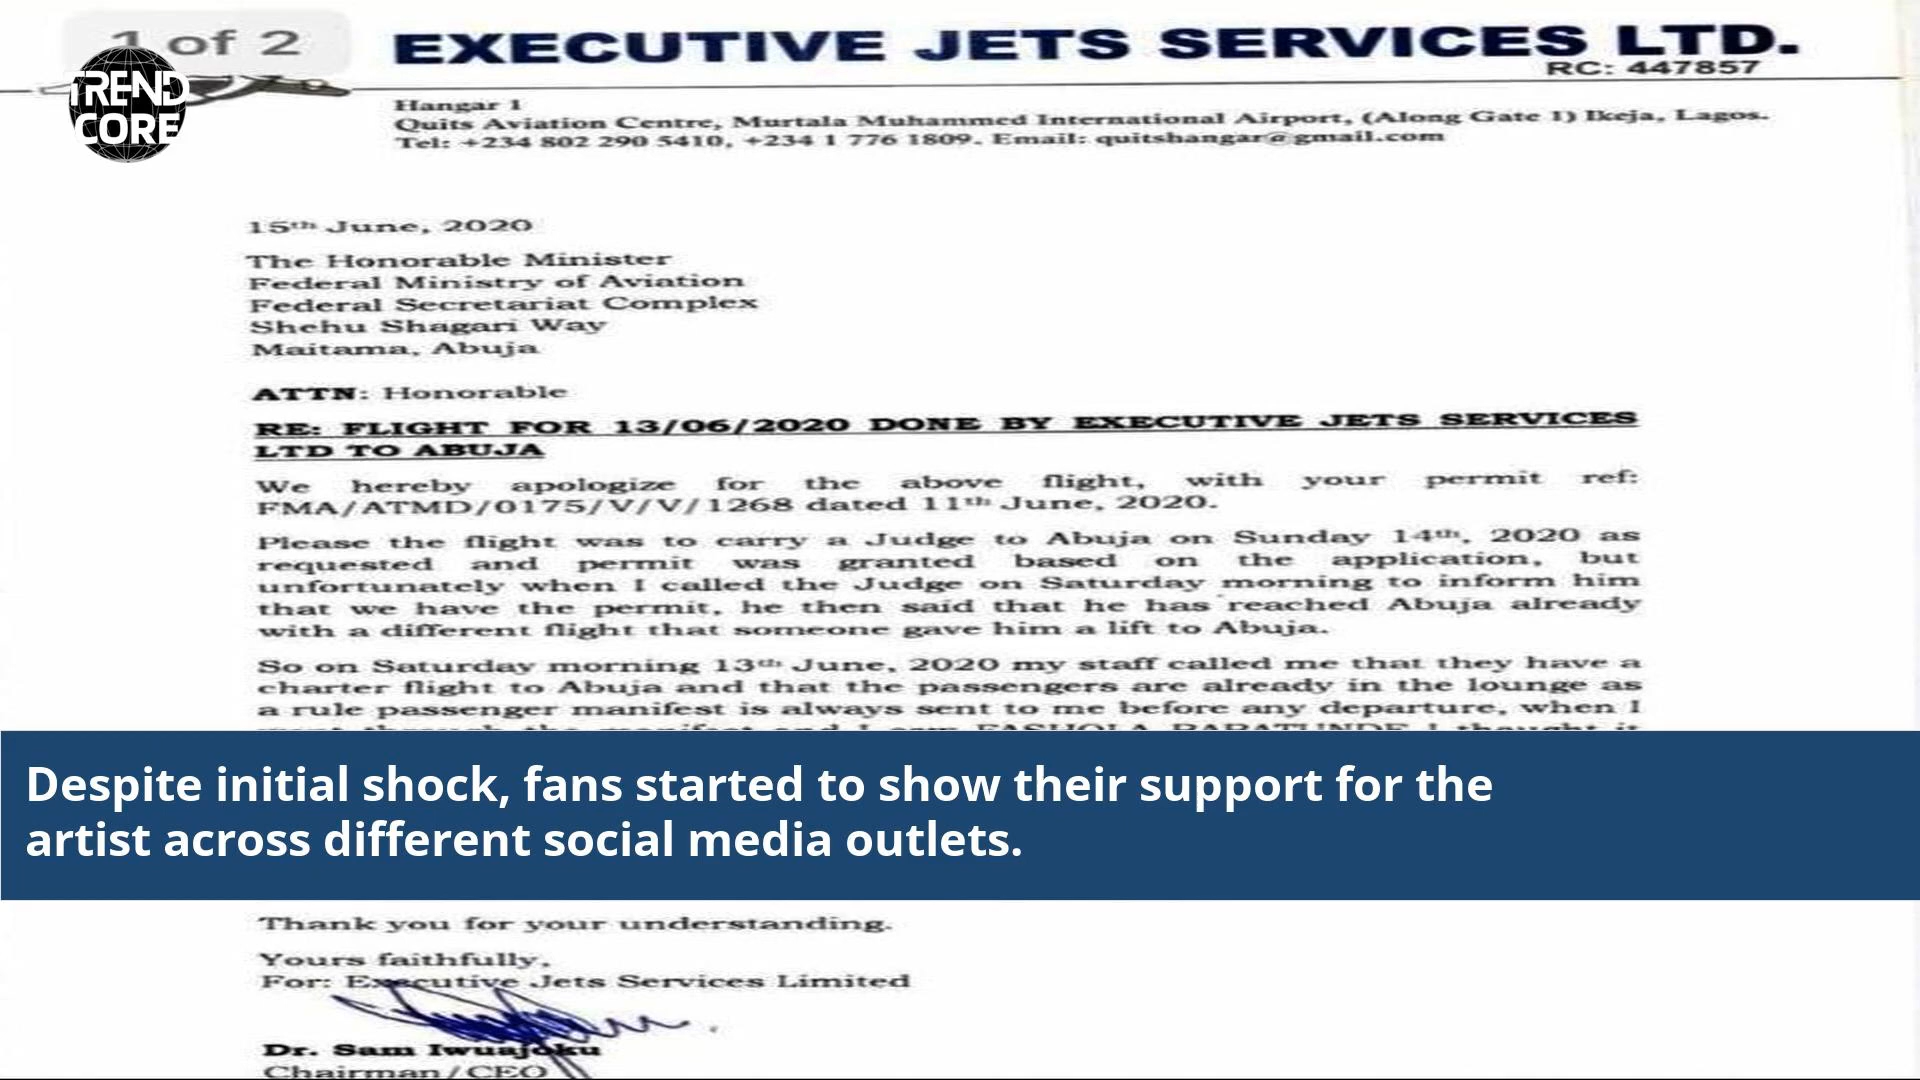 1 of 2
EXECUTIVE JETS SERVICES LTD.
RC: 447857
TREND
CORE
Hangar 1
Quits Aviation Centre, Murtala Muhammed International Airport, (Along Gate 1) Ikeja, Lagos.
Tel: +234 802 290 5410, +234 1 776 1809. Email: quitshangar@gmail.com
15th June, 2020
The Honorable Minister
Federal Ministry of Aviation
Federal Secretariat Complex
Shehu Shagari Way
Maitama, Abuja
ATTN: Honorable
RE: FLIGHT FOR 13/06/2020 DONE BY EXECUTIVE JETS SERVICES
LTD TO ABUJA
We hereby apologize for the above flight, with your permit ref:
FMA/ATMD/0175/V/V/1268 dated 11th June, 2020.
Please the flight was to carry a Judge to Abuja on Sunday 14th, 2020 as
requested and permit was granted based on the application, but
unfortunately when I called the Judge on Saturday morning to inform him
that we have the permit, he then said that he has reached Abuja already
with a different flight that someone gave him a lift to Abuja.
So on Saturday morning 13th June, 2020 my staff called me that they have a
charter flight to Abuja and that the passengers are already in the lounge as
a rule passenger manifest is always sent to me before any departure, when I
Despite initial shock, fans started to show their support for the
artist across different social media outlets.
Thank you for your understanding.
Yours faithfully,
For: Executive Jets Services Limited
Dr. Sam Iwuajoku
Chairman/CEO